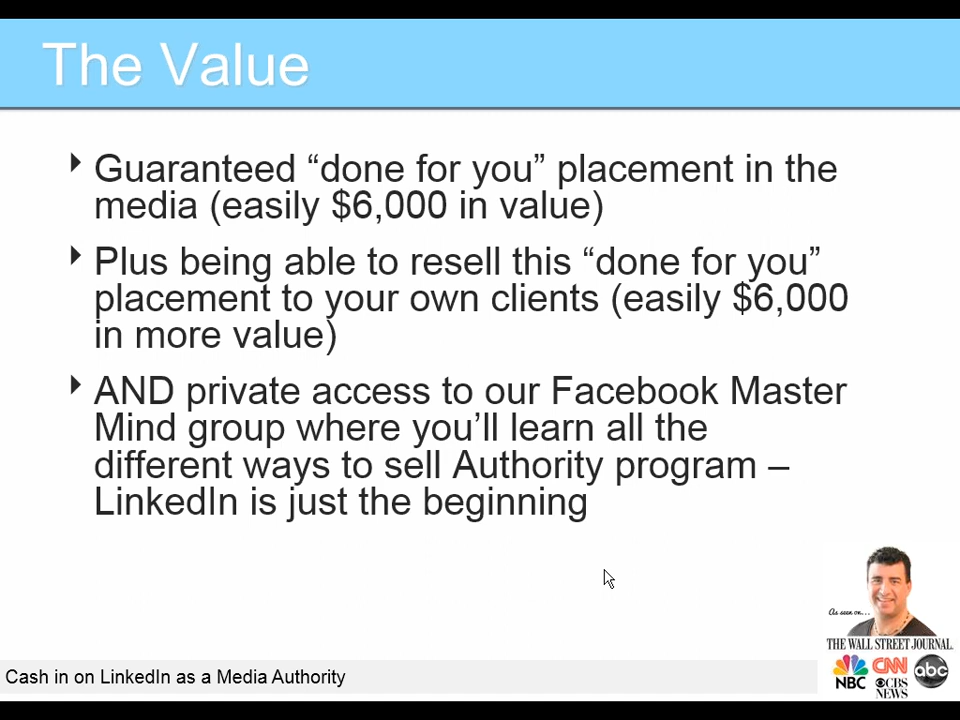 The Value
Guaranteed “done for you” placement in the
media (easily $6,000 in value)
Plus being able to resell this “done for you”
placement to your own clients (easily $6,000
in more value)
AND private access to our Facebook Master
Mind group where you’ll learn all the
different ways to sell Authority program –
LinkedIn is just the beginning
As seen on...
THE WALL STREET JOURNAL.
NBC CNN abc
CBS NEWS
Cash in on LinkedIn as a Media Authority